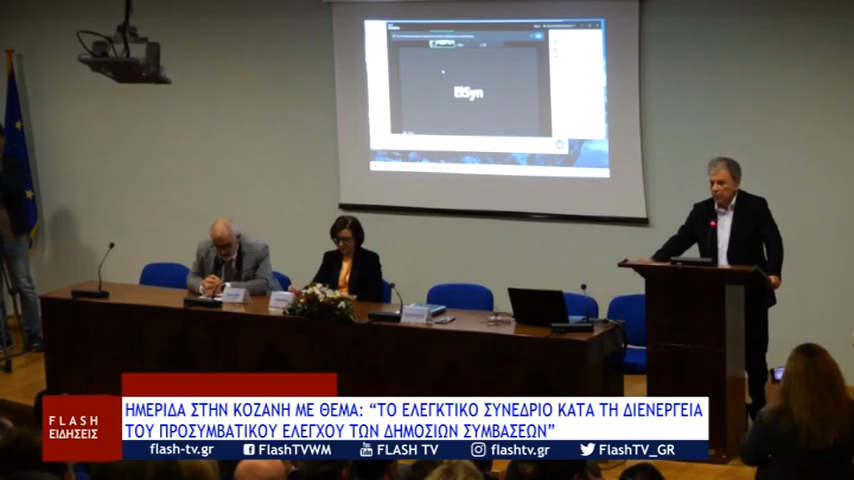 ElSyn
FLASH
ΕΙΔΗΣΕΙΣ
ΗΜΕΡΙΔΑ ΣΤΗΝ ΚΟΖΑΝΗ ΜΕ ΘΕΜΑ: “ΤΟ ΕΛΕΓΚΤΙΚΟ ΣΥΝΕΔΡΙΟ ΚΑΤΑ ΤΗ ΔΙΕΝΕΡΓΕΙΑ
ΤΟΥ ΠΡΟΣΥΜΒΑΤΙΚΟΥ ΕΛΕΓΧΟΥ ΤΩΝ ΔΗΜΟΣΙΩΝ ΣΥΜΒΑΣΕΩΝ”
flash-tv.gr FlashTVWM FLASH TV flashtv.gr FlashTV_GR